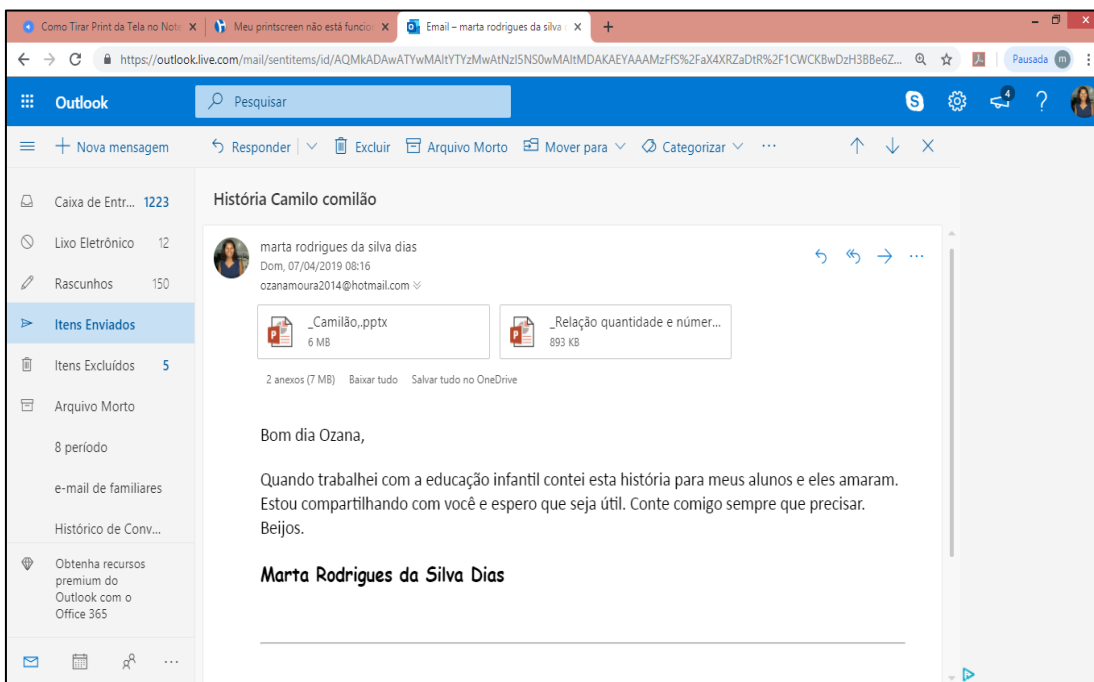 Como Tirar Print da Tela no Note
Meu printscreen não está funcio
Email – marta rodrigues da silva
https://outlook.live.com/mail/sentitems/id/AQMkADAwATYwMAItYTYzMwAtNzI5NS0wMAItMDAKAEYAAAMzFfS%2FaX4XRZaDtR%2F1CWCKBwDzH3BBe6Z...
Pausada m
Outlook
Pesquisar
4
Nova mensagem
Responder Excluir Arquivo Morto Mover para Categorizar
Caixa de Entr... 1223
Lixo Eletrônico 12
Rascunhos 150
Itens Enviados
Itens Excluídos 5
Arquivo Morto
8 período
e-mail de familiares
Histórico de Conv...
Obtenha recursos
premium do
Outlook com o
Office 365
História Camilo comilão
marta rodrigues da silva dias
Dom, 07/04/2019 08:16
ozanamoura2014@hotmail.com
_Camilão,.pptx
6 MB
_Relação quantidade e númer...
893 KB
2 anexos (7 MB) Baixar tudo Salvar tudo no OneDrive
Bom dia Ozana,
Quando trabalhei com a educação infantil contei esta história para meus alunos e eles amaram.
Estou compartilhando com você e espero que seja útil. Conte comigo sempre que precisar.
Beijos.
Marta Rodrigues da Silva Dias